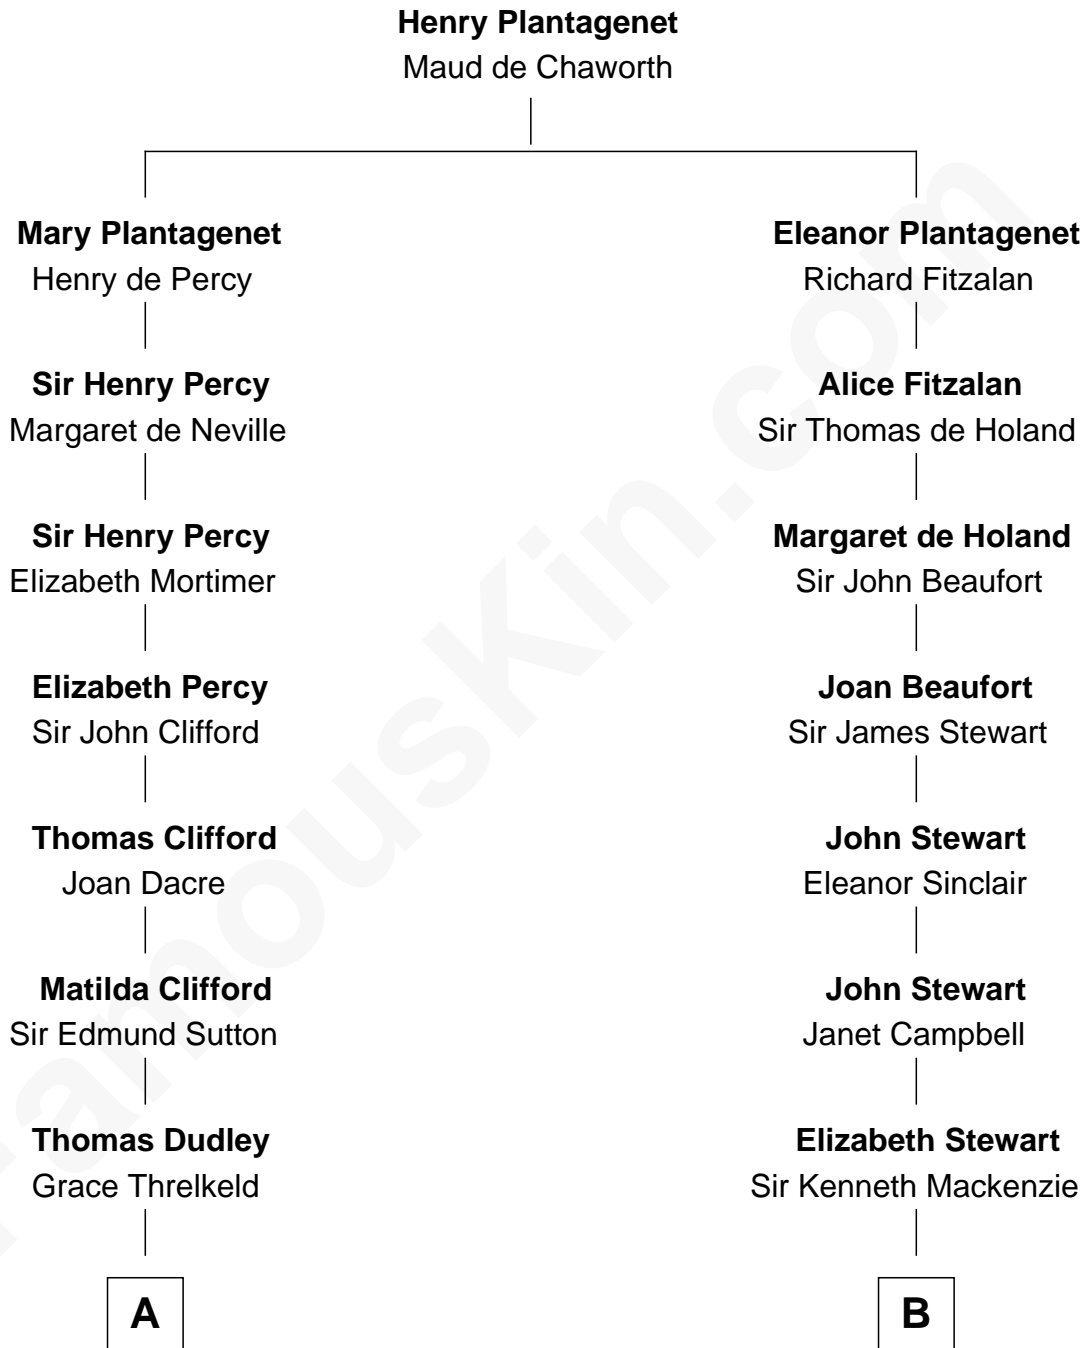 Henry Plantagenet
Maud de Chaworth
Mary Plantagenet
Henry de Percy
Eleanor Plantagenet
Richard Fitzalan
Sir Henry Percy
Margaret de Neville
Alice Fitzalan
Sir Thomas de Holand
Sir Henry Percy
Elizabeth Mortimer
Margaret de Holand
Sir John Beaufort
Elizabeth Percy
Sir John Clifford
Joan Beaufort
Sir James Stewart
Thomas Clifford
Joan Dacre
John Stewart
Eleanor Sinclair
Matilda Clifford
Sir Edmund Sutton
John Stewart
Janet Campbell
Thomas Dudley
Grace Threlkeld
Elizabeth Stewart
Sir Kenneth Mackenzie
A
B
FamousKin.com